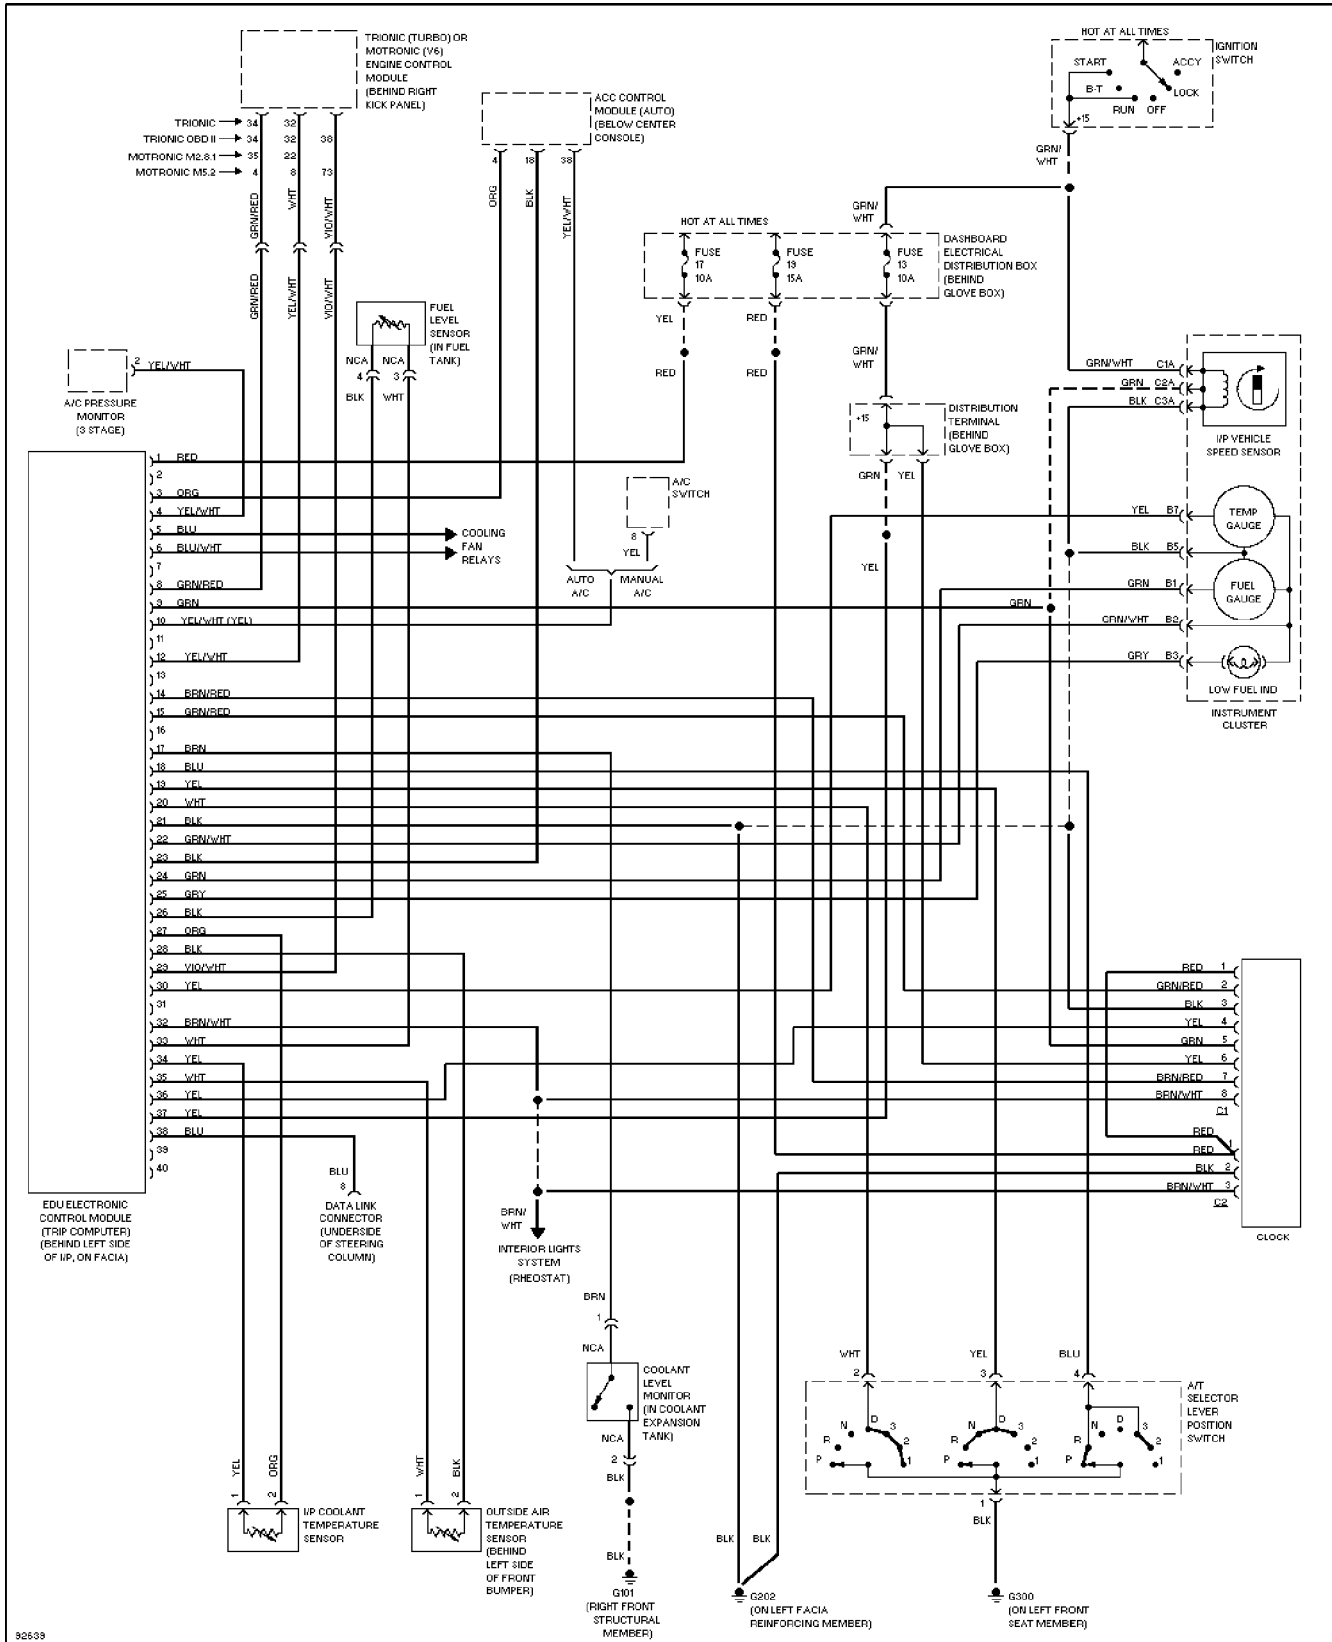 TRIONIC (TURBO) OR
MOTRONIC (V6)
ENGINE CONTROL
MODULE
(BEHIND RIGHT
KICK PANEL)
TRIONIC 34 32
TRIONIC OBD II 34 32 38
MOTRONIC M2.8.1 35 22
MOTRONIC M5.2 4 8 73
GRN/RED
WHT
VIO/WHT
GRN/RED
YEL/WHT
VIO/WHT
ACC CONTROL
MODULE (AUTO)
(BELOW CENTER
CONSOLE)
4 18 38
ORG
BLK
YEL/WHT
HOT AT ALL TIMES
IGNITION
SWITCH
START
ACCY
B-T
LOCK
RUN OFF
+15
GRN/
WHT
GRN/
WHT
HOT AT ALL TIMES
FUSE
17
10A
FUSE
19
15A
FUSE
13
10A
DASHBOARD
ELECTRICAL
DISTRIBUTION BOX
(BEHIND
GLOVE BOX)
YEL
RED
RED
RED
GRN/
WHT
FUEL
LEVEL
SENSOR
(IN FUEL
TANK)
NCA NCA
4 3
BLK WHT
2 YEL/WHT
A/C PRESSURE
MONITOR
(3 STAGE)
+15
DISTRIBUTION
TERMINAL
(BEHIND
GLOVE BOX)
GRN YEL
YEL
A/C
SWITCH
8
YEL
AUTO
A/C
MANUAL
A/C
COOLING
FAN
RELAYS
GRN/WHT C1A
GRN C2A
BLK C3A
I/P VEHICLE
SPEED SENSOR
YEL B7
TEMP
GAUGE
BLK B5
GRN B1
FUEL
GAUGE
GRN
GRN/WHT B2
GRY B3
LOW FUEL IND
INSTRUMENT
CLUSTER
1 RED
2
3 ORG
4 YEL/WHT
5 BLU
6 BLU/WHT
7
8 GRN/RED
9 GRN
10 YEL/WHT (YEL)
11
12 YEL/WHT
13
14 BRN/RED
15 GRN/RED
16
17 BRN
18 BLU
19 YEL
20 WHT
21 BLK
22 GRN/WHT
23 BLK
24 GRN
25 GRY
26 BLK
27 ORG
28 BLK
29 VIO/WHT
30 YEL
31
32 BRN/WHT
33 WHT
34 YEL
35 WHT
36 YEL
37 YEL
38 BLU
39
40
EDU ELECTRONIC
CONTROL MODULE
(TRIP COMPUTER)
(BEHIND LEFT SIDE
OF I/P, ON FACIA)
BLU
8
DATA LINK
CONNECTOR
(UNDERSIDE
OF STEERING
COLUMN)
BRN/
WHT
INTERIOR LIGHTS
SYSTEM
(RHEOSTAT)
RED 1
GRN/RED 2
BLK 3
YEL 4
GRN 5
YEL 6
BRN/RED 7
BRN/WHT 8
C1
RED
RED 1
BLK 2
BRN/WHT 3
C2
CLOCK
BRN
1
NCA
COOLANT
LEVEL
MONITOR
(IN COOLANT
EXPANSION
TANK)
NCA
2
BLK
BLK
G101
(RIGHT FRONT
STRUCTURAL
MEMBER)
WHT
2
YEL
3
BLU
4
A/T
SELECTOR
LEVER
POSITION
SWITCH
P R N D 3 2 1
P R N D 3 2 1
P R N D 3 2 1
1
BLK
G300
(ON LEFT FRONT
SEAT MEMBER)
BLK BLK
G202
(ON LEFT FACIA
REINFORCING MEMBER)
YEL
ORG
1 2
I/P COOLANT
TEMPERATURE
SENSOR
WHT
BLK
1 2
OUTSIDE AIR
TEMPERATURE
SENSOR
(BEHIND
LEFT SIDE
OF FRONT
BUMPER)
92639